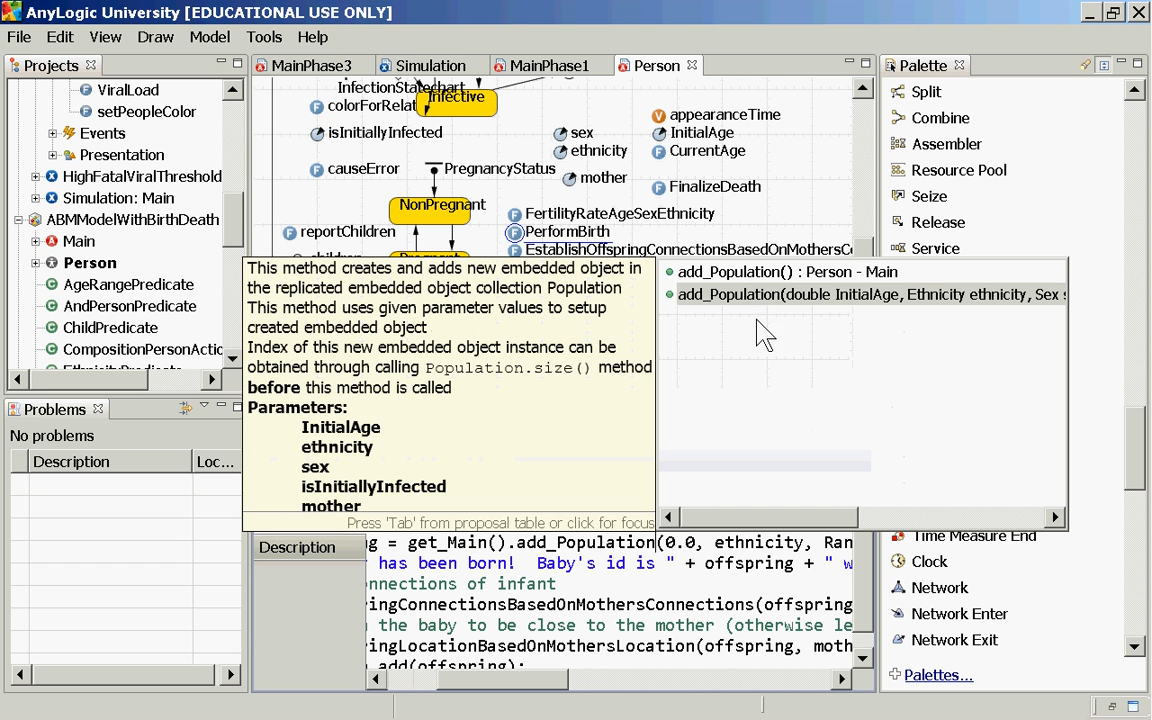 AnyLogic University [EDUCATIONAL USE ONLY]
File Edit View Draw Model Tools Help
Projects
ViralLoad
setPeopleColor
Events
Presentation
HighFatalViralThreshold
Simulation: Main
ABMModelWithBirthDeath
Main
Person
AgeRangePredicate
AndPersonPredicate
ChildPredicate
CompositionPersonActic
Problems
No problems
Description Loc...
MainPhase3 Simulation MainPhase1 Person
InfectionStatechart
Infective
colorForRelat
isInitiallyInfected
causeError
PregnancyStatus
NonPregnant
reportChildren
sex
ethnicity
mother
appearanceTime
InitialAge
CurrentAge
FinalizeDeath
FertilityRateAgeSexEthnicity
PerformBirth
EstablishOffspringConnectionsBasedOnMothersCo
This method creates and adds new embedded object in
the replicated embedded object collection Population
This method uses given parameter values to setup
created embedded object
Index of this new embedded object instance can be
obtained through calling Population.size() method
before this method is called
Parameters:
InitialAge
ethnicity
sex
isInitiallyInfected
mother
Press 'Tab' from proposal table or click for focus
add_Population() : Person - Main
add_Population(double InitialAge, Ethnicity ethnicity, Sex s
Description
ng = get_Main().add_Population(0.0, ethnicity, Ran
r has been born!  Baby's id is " + offspring + " w
nnections of infant
ringConnectionsBasedOnMothersConnections(offspring
n the baby to be close to the mother (otherwise le
ringLocationBasedOnMothersLocation(offspring, moth
add(offspring);
Palette
Split
Combine
Assembler
Resource Pool
Seize
Release
Service
Time Measure End
Clock
Network
Network Enter
Network Exit
Palettes...